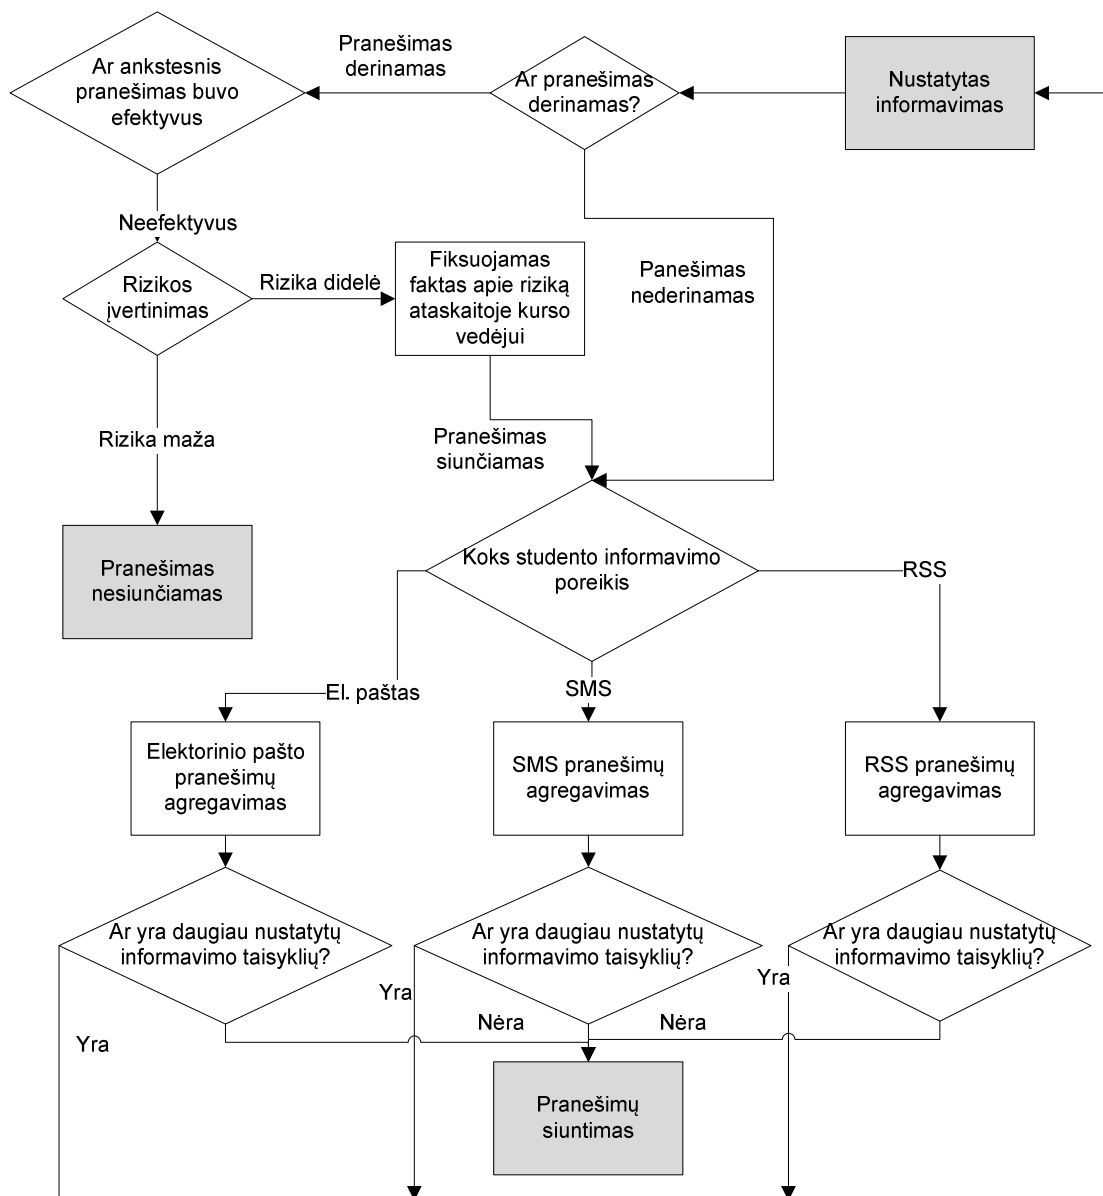 Pranešimas
derinamas
Ar ankstesnis
pranešimas buvo
efektyvus
Ar pranešimas
derinamas?
Nustatytas
informavimas
Neefektyvus
Rizikos
įvertinimas
Rizika didelė
Fiksuojamas
faktas apie riziką
ataskaitoje kurso
vedėjui
Panešimas
nederinamas
Rizika maža
Pranešimas
siunčiamas
Pranešimas
nesiunčiamas
Koks studento informavimo
poreikis
RSS
El. paštas
SMS
Elektorinio pašto
pranešimų
agregavimas
SMS pranešimų
agregavimas
RSS pranešimų
agregavimas
Ar yra daugiau nustatytų
informavimo taisyklių?
Ar yra daugiau nustatytų
informavimo taisyklių?
Ar yra daugiau nustatytų
informavimo taisyklių?
Yra
Yra
Yra
Nėra
Nėra
Pranešimų
siuntimas